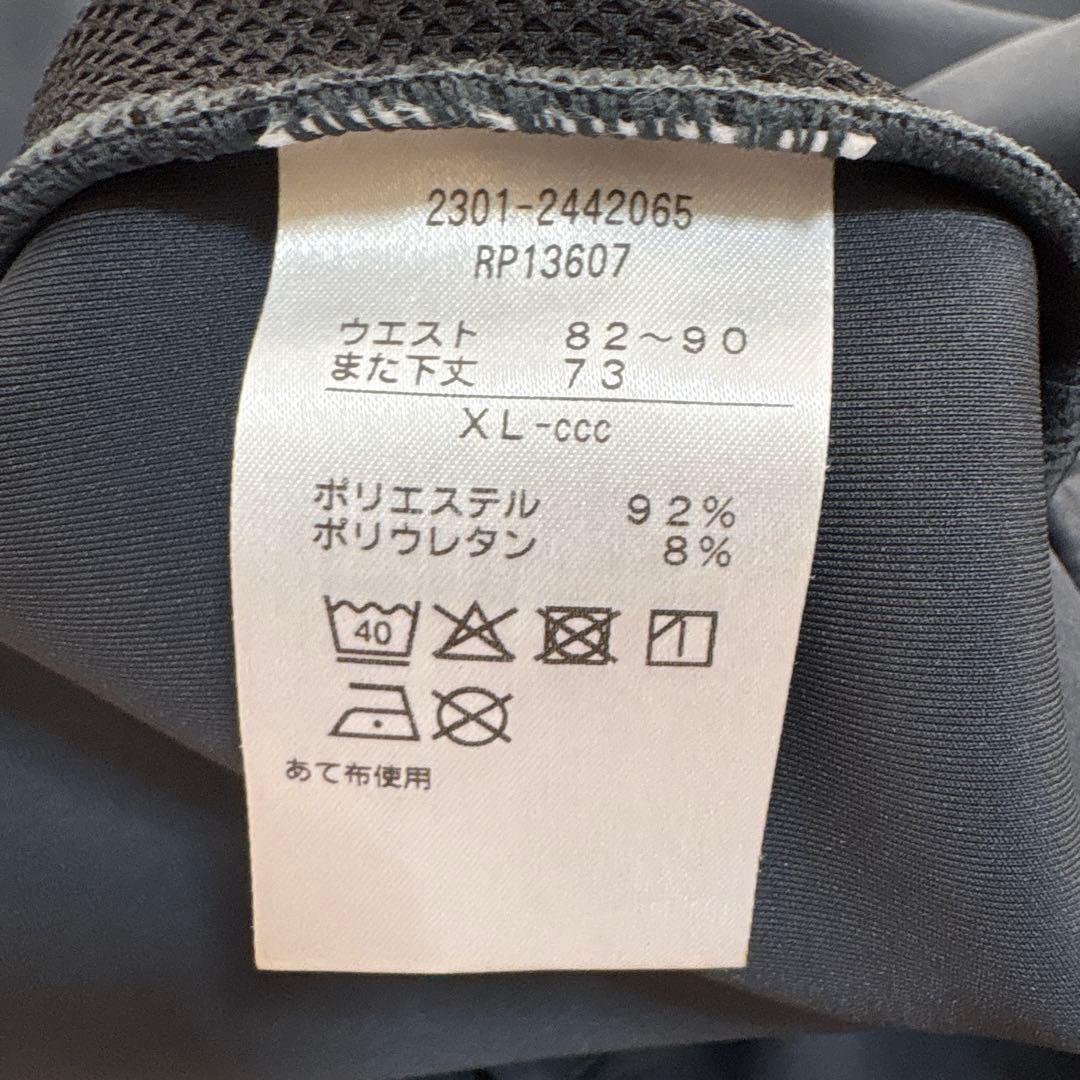 2301-2442065
RP13607
ウエスト 82～90
また下丈 73
XL-ccc
ポリエステル 92%
ポリウレタン 8%
40
あて布使用